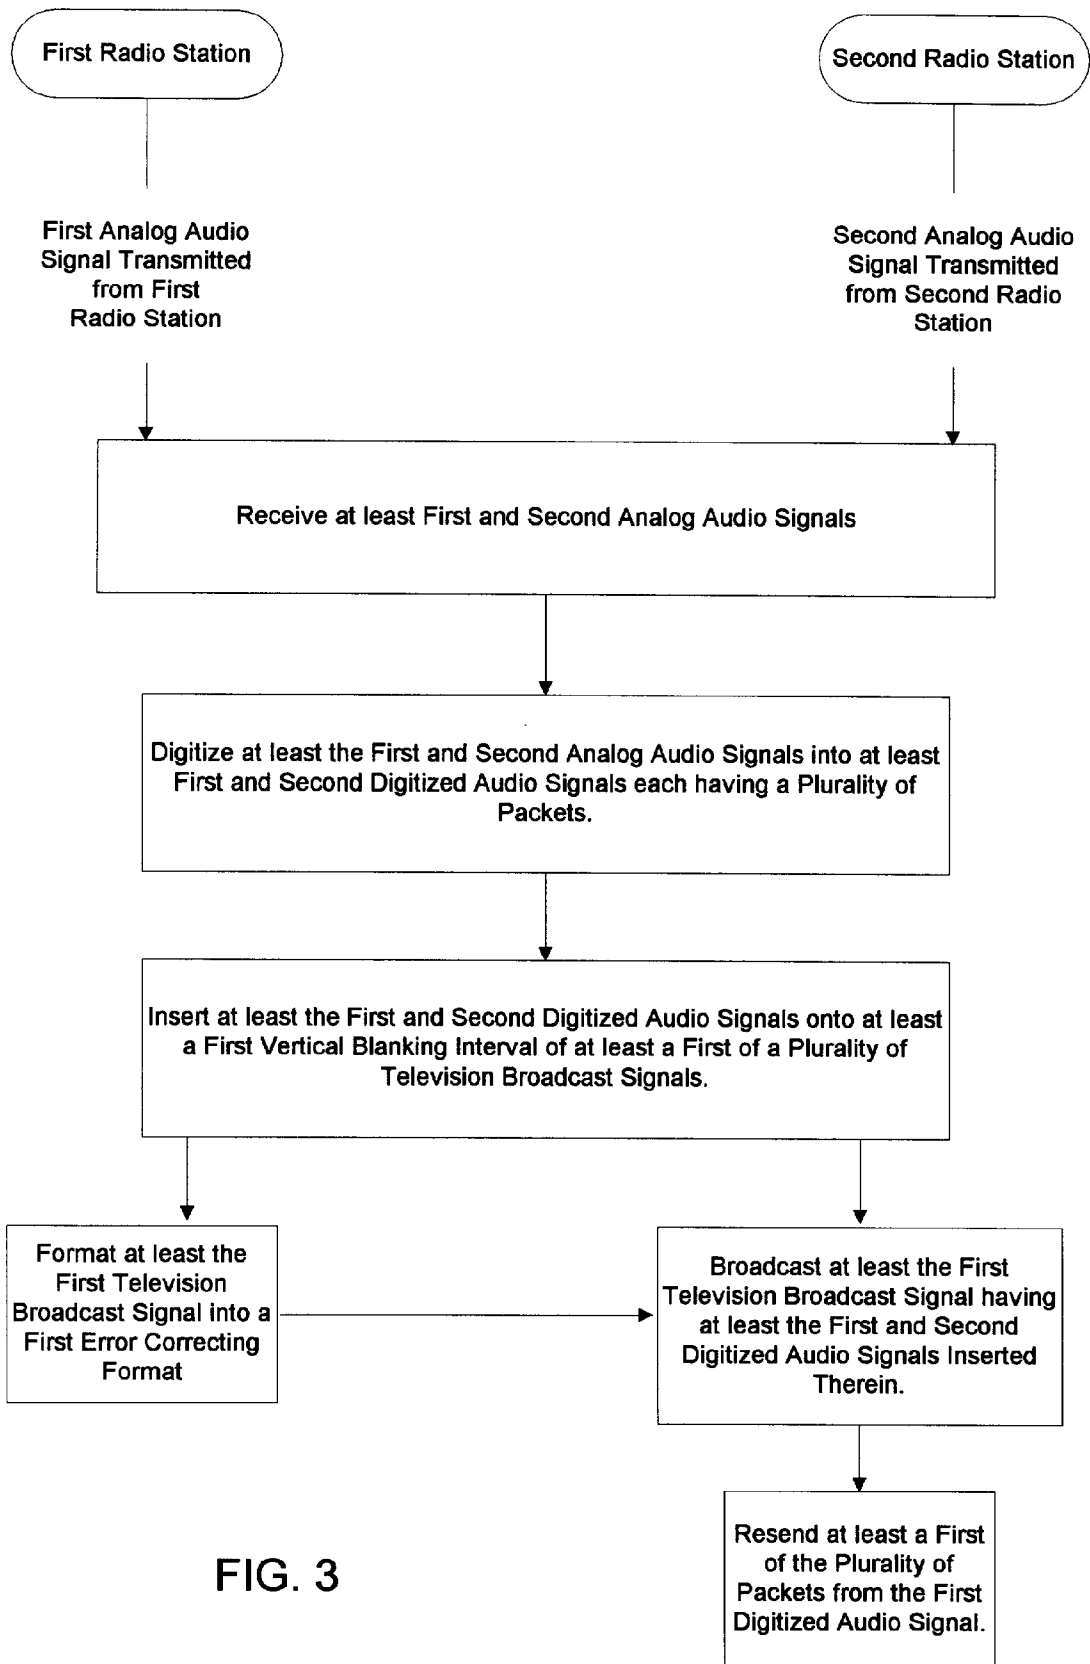 First Radio Station
Second Radio Station
First Analog Audio
Signal Transmitted
from First
Radio Station
Second Analog Audio
Signal Transmitted
from Second Radio
Station
Receive at least First and Second Analog Audio Signals
Digitize at least the First and Second Analog Audio Signals into at least
First and Second Digitized Audio Signals each having a Plurality of
Packets.
Insert at least the First and Second Digitized Audio Signals onto at least
a First Vertical Blanking Interval of at least a First of a Plurality of
Television Broadcast Signals.
Format at least the
First Television
Broadcast Signal into a
First Error Correcting
Format
Broadcast at least the First
Television Broadcast Signal having
at least the First and Second
Digitized Audio Signals Inserted
Therein.
Resend at least a First
of the Plurality of
Packets from the First
Digitized Audio Signal.
FIG. 3